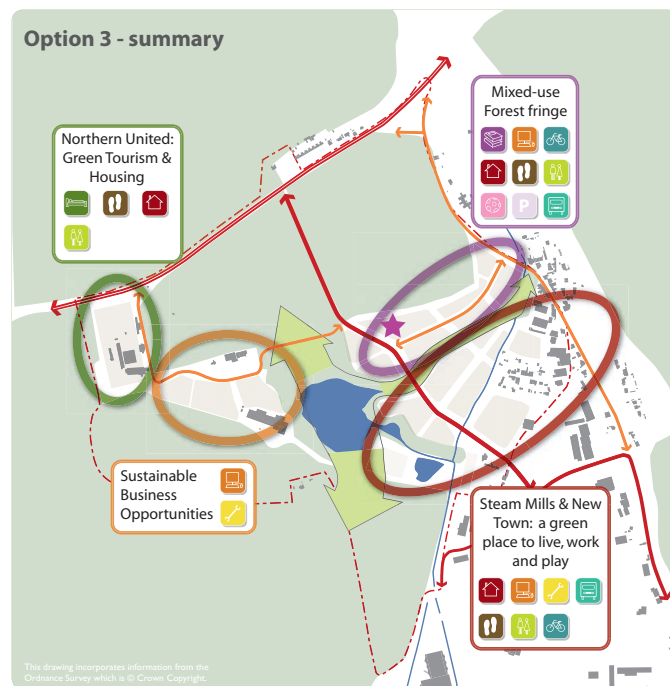 Option 3 - summary
Mixed-use
Forest fringe
P
Northern United:
Green Tourism &
Housing
Sustainable
Business
Opportunities
Steam Mills & New
Town: a green
place to live, work
and play
This drawing incorporates information from the
Ordnance Survey which is © Crown Copyright.